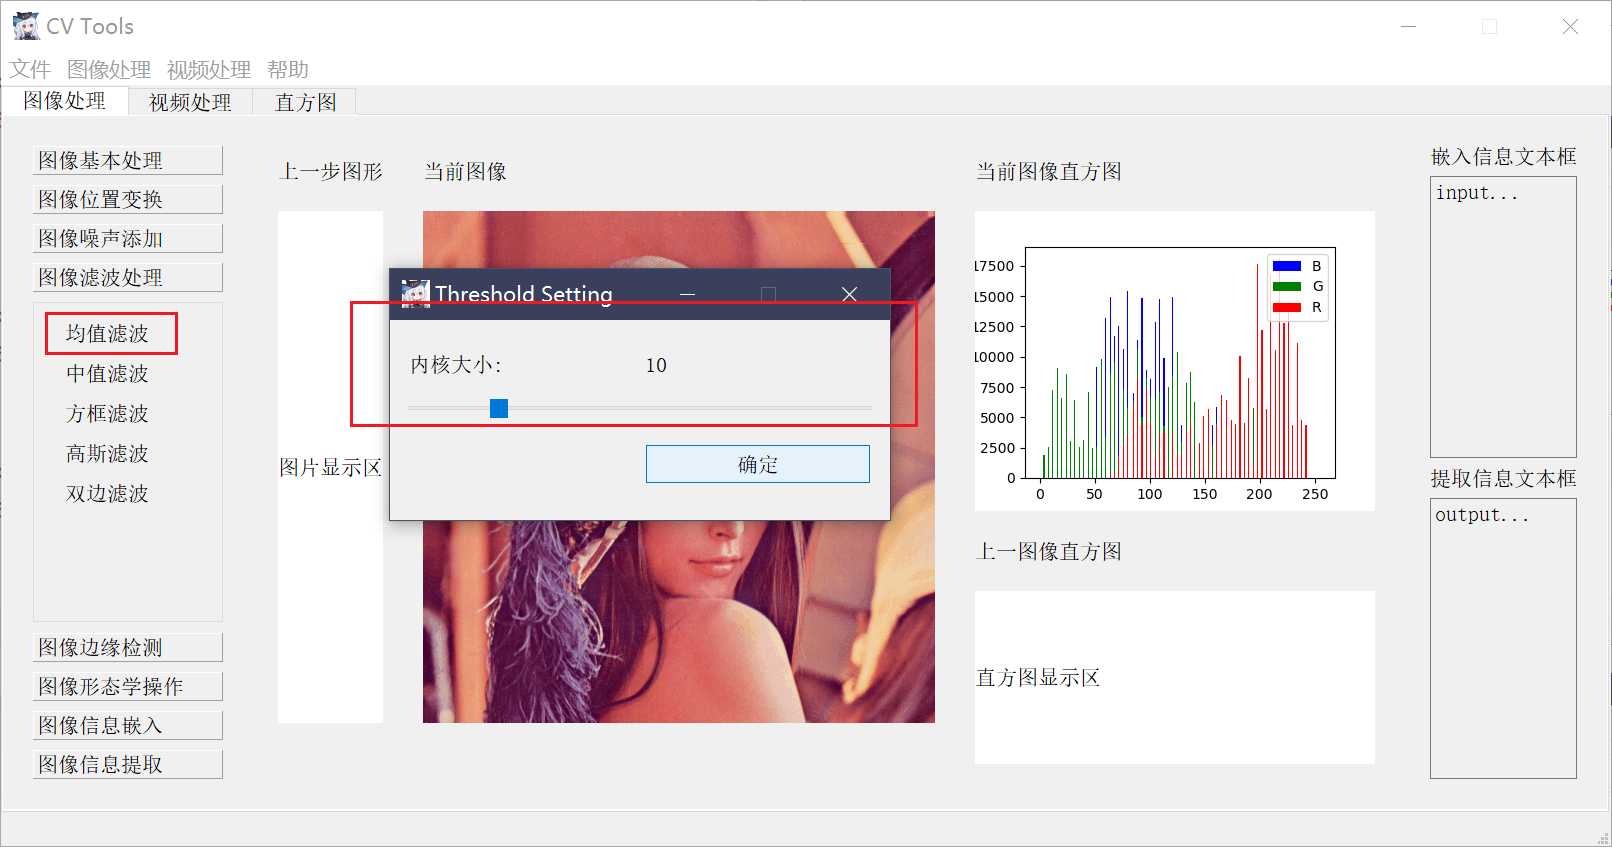 CV Tools
文件 图像处理 视频处理 帮助
图像处理 视频处理 直方图
图像基本处理
图像位置变换
图像噪声添加
图像滤波处理
均值滤波
中值滤波
方框滤波
高斯滤波
双边滤波
图像边缘检测
图像形态学操作
图像信息嵌入
图像信息提取
上一步图形
图片显示区
当前图像
Threshold Setting
内核大小: 10
确定
当前图像直方图
17500
15000
12500
10000
7500
5000
2500
0
0 50 100 150 200 250
B
G
R
上一图像直方图
直方图显示区
嵌入信息文本框
input...
提取信息文本框
output...